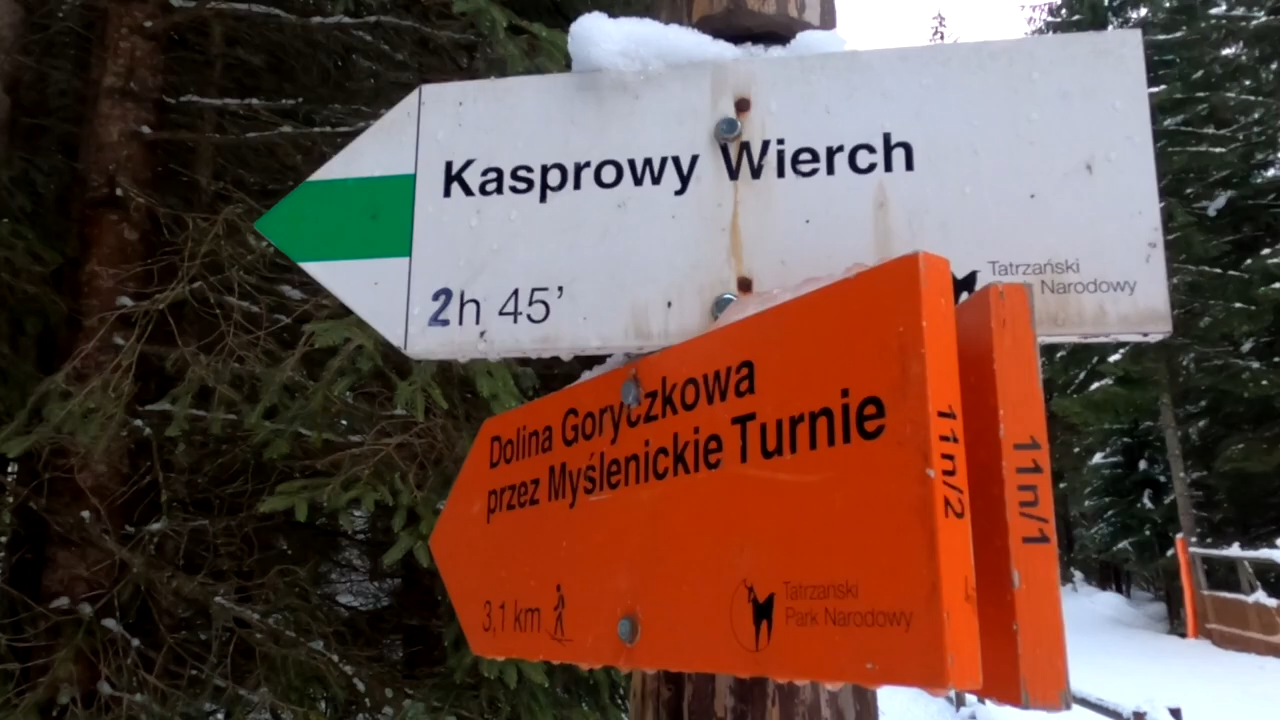 Kasprowy Wierch
2h 45’
Tatrzański
Narodowy
Dolina Goryczkowa
przez Myślenickie Turnie
3,1 km
Tatrzański
Park Narodowy
11n/2
11n/1